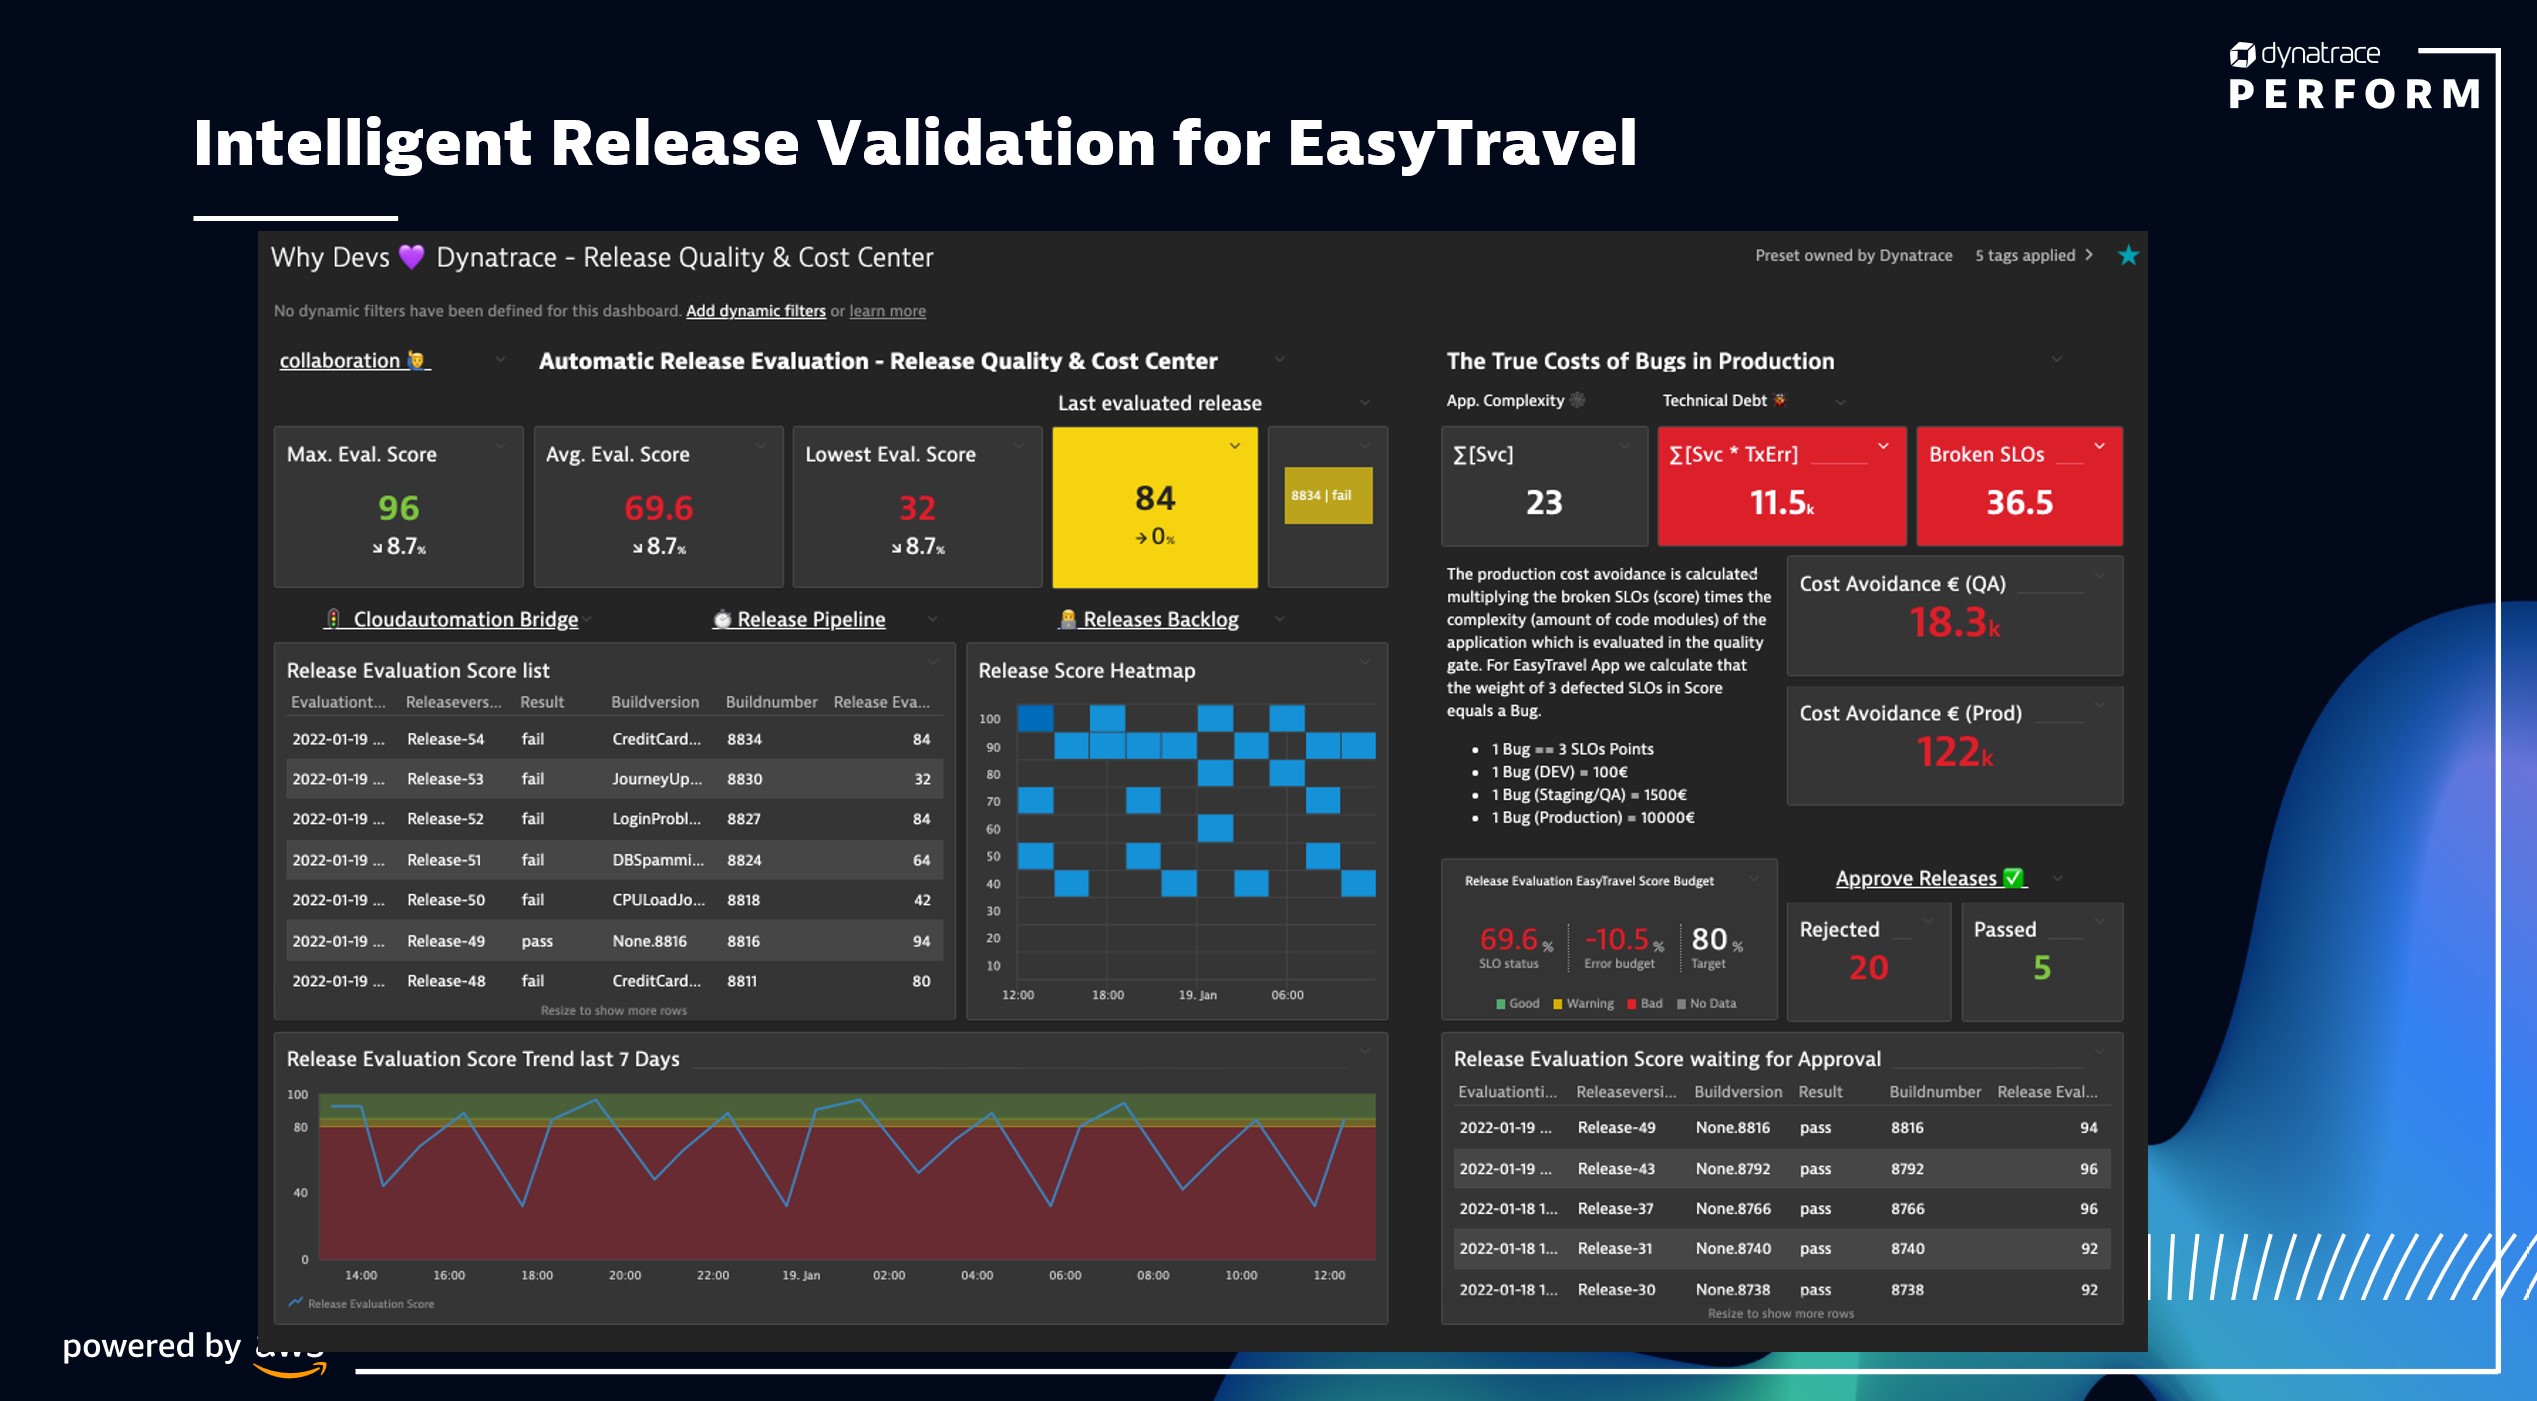 dynatrace
PERFORM
Intelligent Release Validation for EasyTravel
Why Devs 💜 Dynatrace - Release Quality & Cost Center
Preset owned by Dynatrace 5 tags applied
No dynamic filters have been defined for this dashboard. Add dynamic filters or learn more
collaboration
Automatic Release Evaluation - Release Quality & Cost Center
Last evaluated release
Max. Eval. Score
96
8.7%
Avg. Eval. Score
69.6
8.7%
Lowest Eval. Score
32
8.7%
84
→0%
8834 | fail
Cloudautomation Bridge
Release Pipeline
Releases Backlog
Release Evaluation Score list
Evaluationt... Releasevers... Result Buildversion Buildnumber Release Eva...
2022-01-19 ... Release-54 fail CreditCard... 8834 84
2022-01-19 ... Release-53 fail JourneyUp... 8830 32
2022-01-19 ... Release-52 fail LoginProbl... 8827 84
2022-01-19 ... Release-51 fail DBSpammi... 8824 64
2022-01-19 ... Release-50 fail CPULoadJo... 8818 42
2022-01-19 ... Release-49 pass None.8816 8816 94
2022-01-19 ... Release-48 fail CreditCard... 8811 80
Resize to show more rows
Release Score Heatmap
100
90
80
70
60
50
40
30
20
10
12:00 18:00 19. Jan 06:00
Release Evaluation Score Trend last 7 Days
100
80
40
0
14:00 16:00 18:00 20:00 22:00 19. Jan 02:00 04:00 06:00 08:00 10:00 12:00
Release Evaluation Score
The True Costs of Bugs in Production
App. Complexity Technical Debt
∑[Svc]
23
∑[Svc * TxErr]
11.5k
Broken SLOs
36.5
The production cost avoidance is calculated
multiplying the broken SLOs (score) times the
complexity (amount of code modules) of the
application which is evaluated in the quality
gate. For EasyTravel App we calculate that
the weight of 3 defected SLOs in Score
equals a Bug.
• 1 Bug == 3 SLOs Points
• 1 Bug (DEV) = 100€
• 1 Bug (Staging/QA) = 1500€
• 1 Bug (Production) = 10000€
Cost Avoidance € (QA)
18.3k
Cost Avoidance € (Prod)
122k
Release Evaluation EasyTravel Score Budget
69.6 % -10.5 % 80 %
SLO status Error budget Target
Good Warning Bad No Data
Approve Releases ✅
Rejected
20
Passed
5
Release Evaluation Score waiting for Approval
Evaluationti... Releaseversi... Buildversion Result Buildnumber Release Eval...
2022-01-19 ... Release-49 None.8816 pass 8816 94
2022-01-19 ... Release-43 None.8792 pass 8792 96
2022-01-18 1... Release-37 None.8766 pass 8766 96
2022-01-18 1... Release-31 None.8740 pass 8740 92
2022-01-18 1... Release-30 None.8738 pass 8738 92
Resize to show more rows
powered by aws